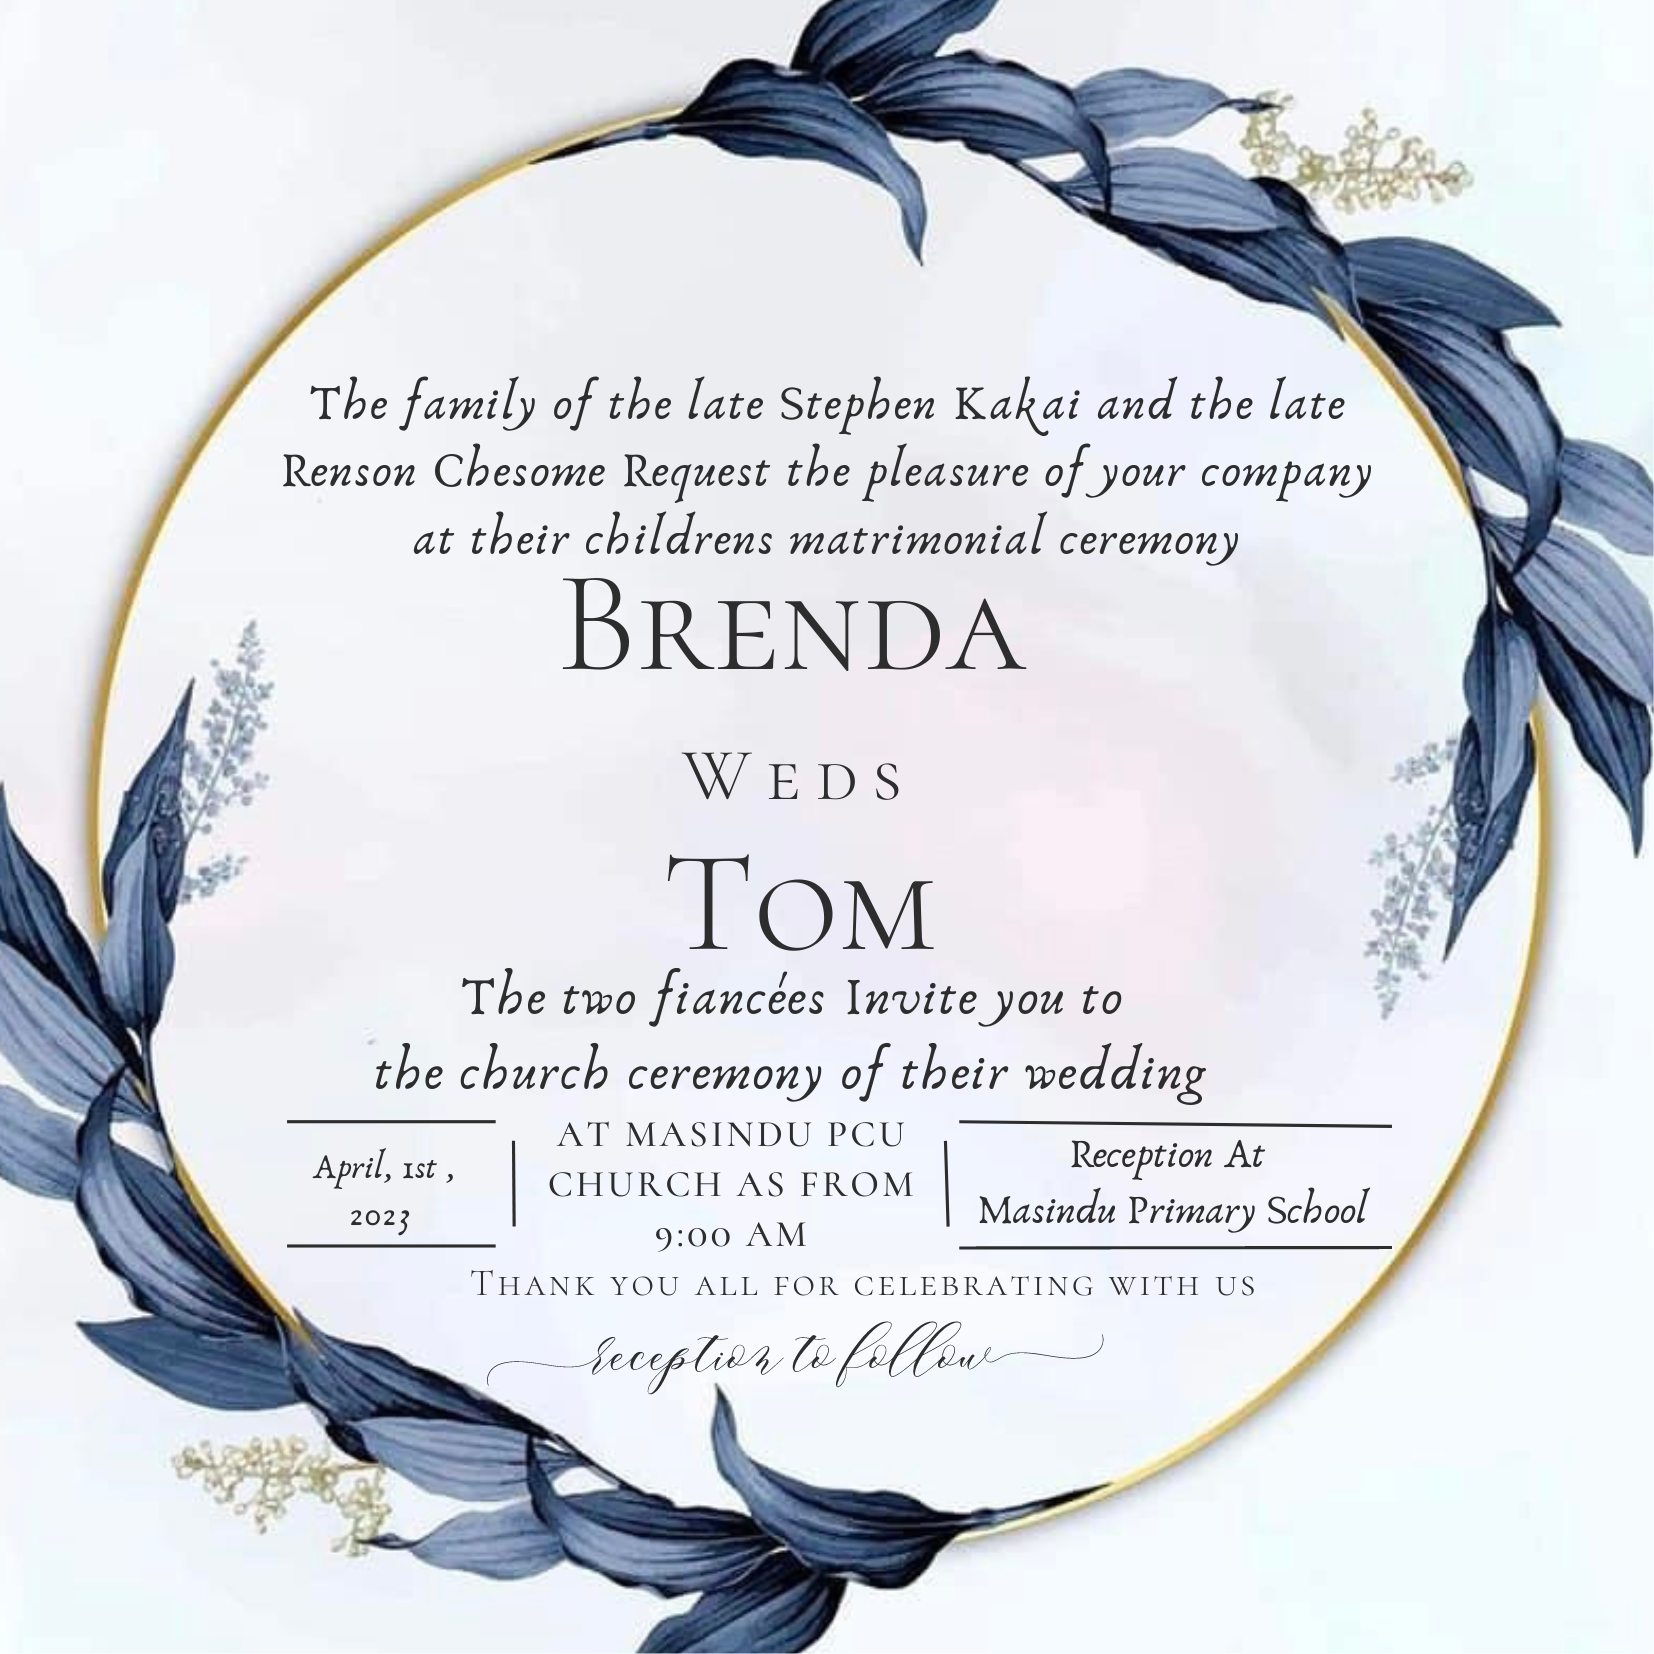 The family of the late Stephen Kakai and the late
Renson Chesome Request the pleasure of your company
at their childrens matrimonial ceremony
BRENDA
WEDS
TOM
The two fiancées Invite you to
the church ceremony of their wedding
April, 1st ,
2023
AT MASINDU PCU
CHURCH AS FROM
9:00 AM
Reception At
Masindu Primary School
THANK YOU ALL FOR CELEBRATING WITH US
reception to follow